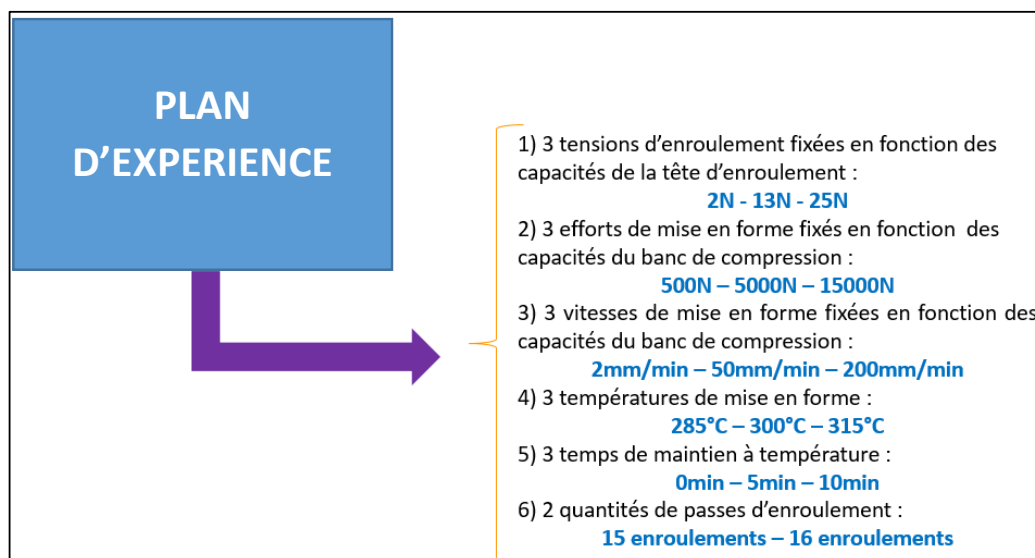 PLAN
D'EXPERIENCE
1) 3 tensions d'enroulement fixées en fonction des
capacités de la tête d'enroulement :
2N - 13N - 25N
2) 3 efforts de mise en forme fixés en fonction des
capacités du banc de compression :
500N – 5000N – 15000N
3) 3 vitesses de mise en forme fixées en fonction des
capacités du banc de compression :
2mm/min – 50mm/min – 200mm/min
4) 3 températures de mise en forme :
285°C – 300°C – 315°C
5) 3 temps de maintien à température :
0min – 5min – 10min
6) 2 quantités de passes d'enroulement :
15 enroulements – 16 enroulements